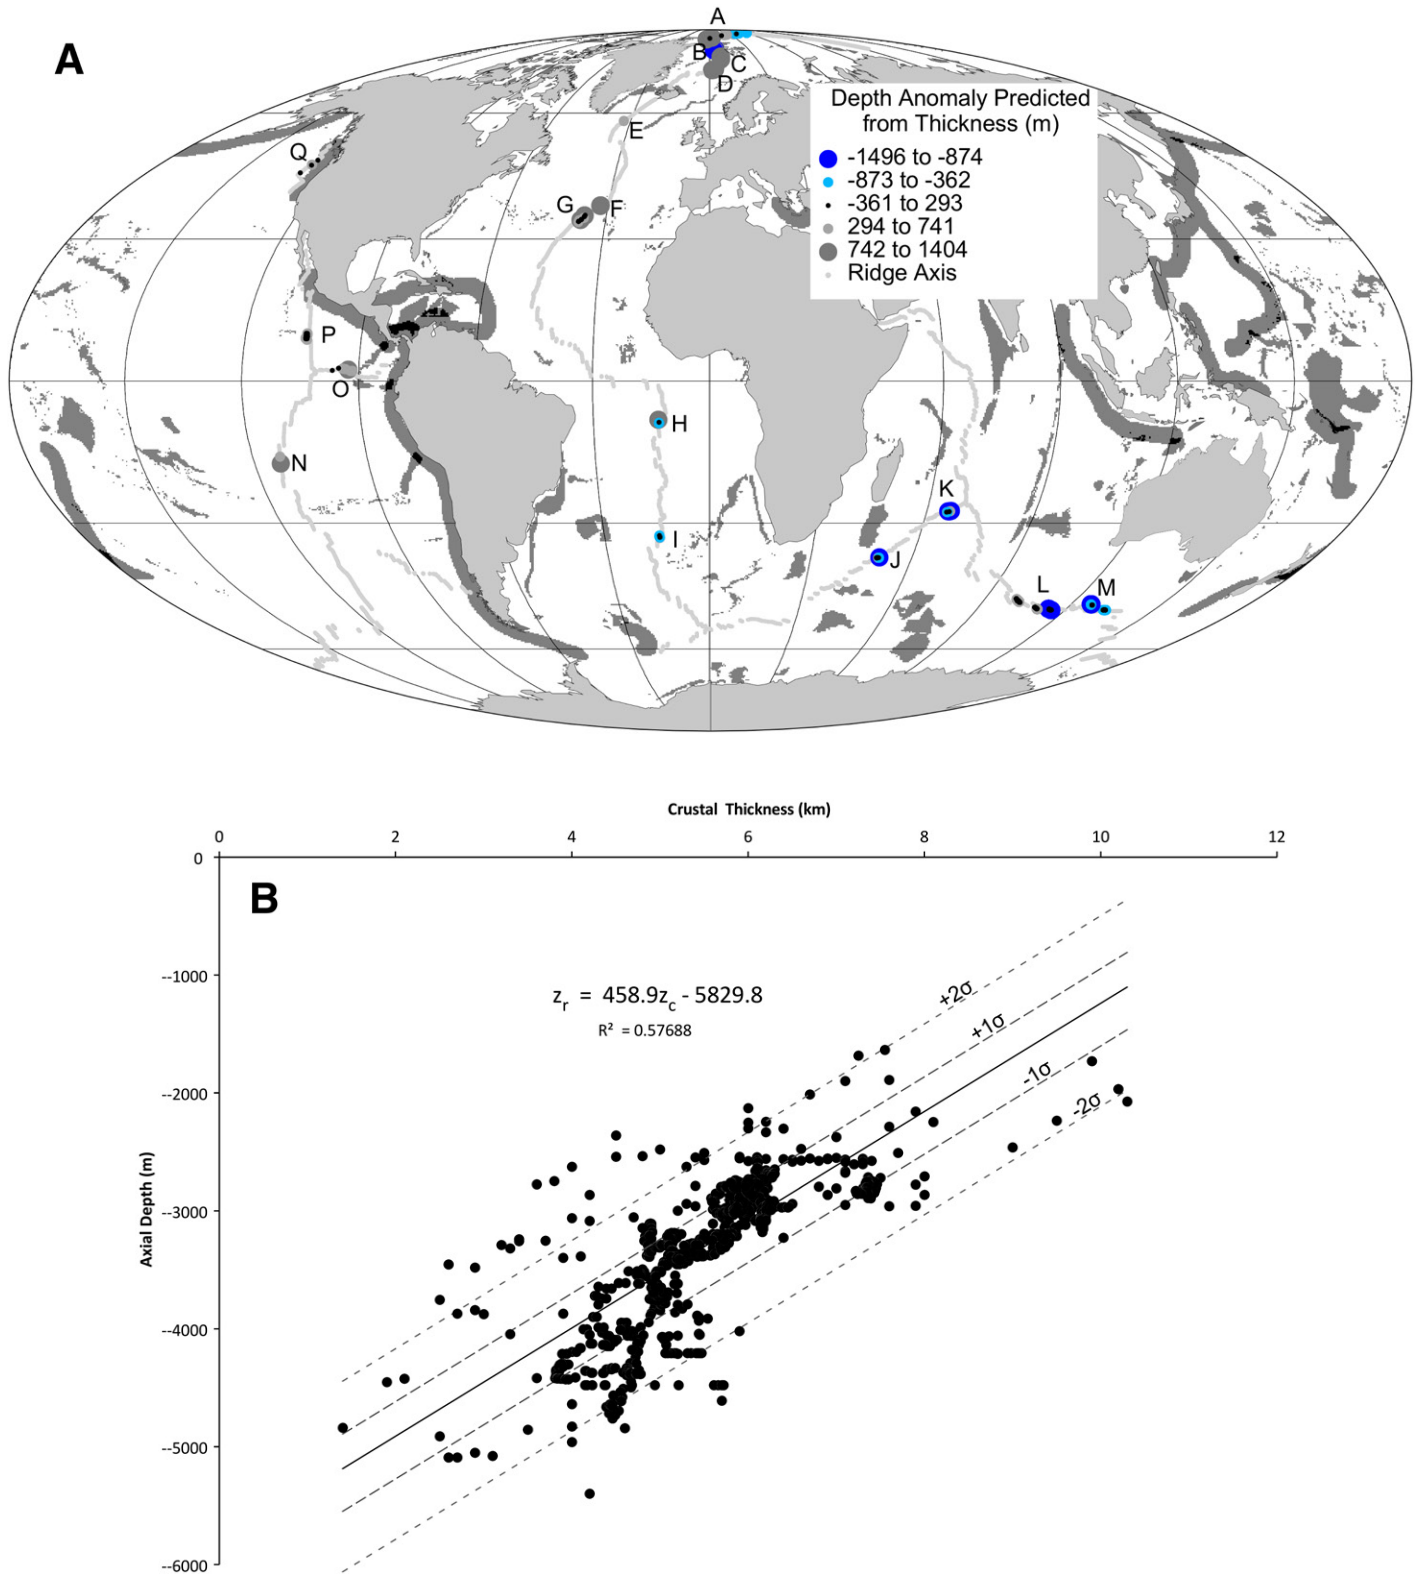 A
A
B
C
D
Depth Anomaly Predicted
from Thickness (m)
-1496 to -874
-873 to -362
-361 to 293
294 to 741
742 to 1404
Ridge Axis
E
Q
G
F
P
O
H
N
K
I
J
L
M
Crustal Thickness (km)
0 2 4 6 8 10 12
0
B
--1000
zr = 458.9zc - 5829.8
R² = 0.57688
+2σ
+1σ
-1σ
-2σ
--2000
--3000
--4000
--5000
--6000
Axial Depth (m)